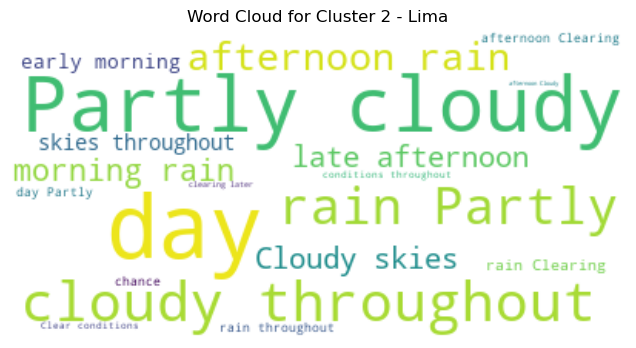 Word Cloud for Cluster 2 - Lima
afternoon Clearing
early morning
afternoon rain
Partly cloudy
afternoon Cloudy
skies throughout
late afternoon
morning rain
conditions throughout
clearing later
day Partly
rain Partly
day
Cloudy skies
rain Clearing
chance
cloudy throughout
Clear conditions
rain throughout